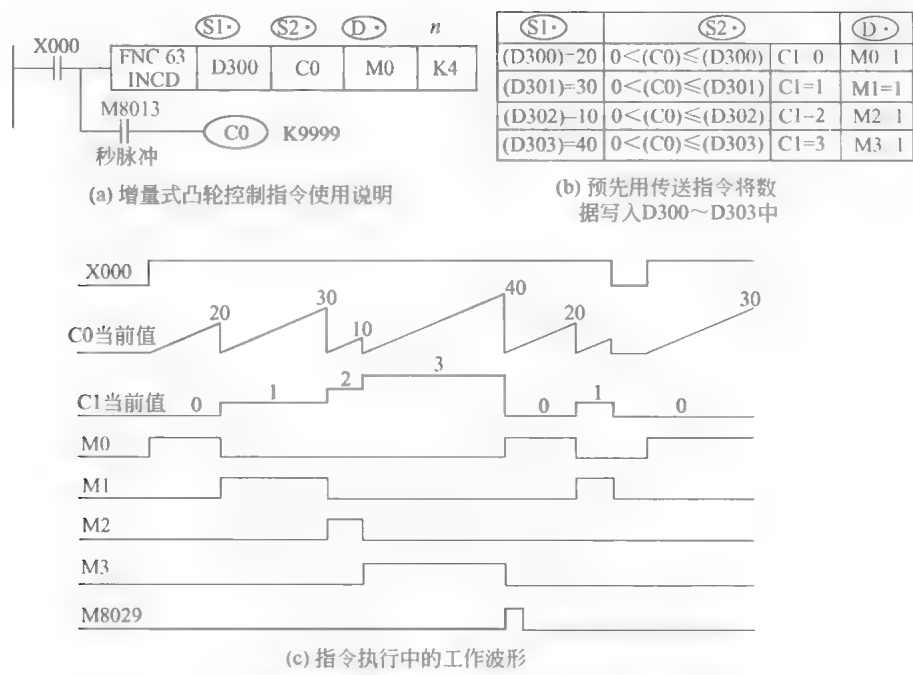 X000
S1· S2· D· n
FNC 63 INCD D300 C0 M0 K4
M8013
秒脉冲
C0 K9999
(a) 增量式凸轮控制指令使用说明
S1· S2· D·
(D300)=20 0<(C0)≤(D300) C1=0 M0=1
(D301)=30 0<(C0)≤(D301) C1=1 M1=1
(D302)=10 0<(C0)≤(D302) C1=2 M2=1
(D303)=40 0<(C0)≤(D303) C1=3 M3=1
(b) 预先用传送指令将数
据写入D300～D303中
X000
C0当前值 20 30 10 40 20 30
C1当前值 0 1 2 3 0 1 0
M0
M1
M2
M3
M8029
(c) 指令执行中的工作波形